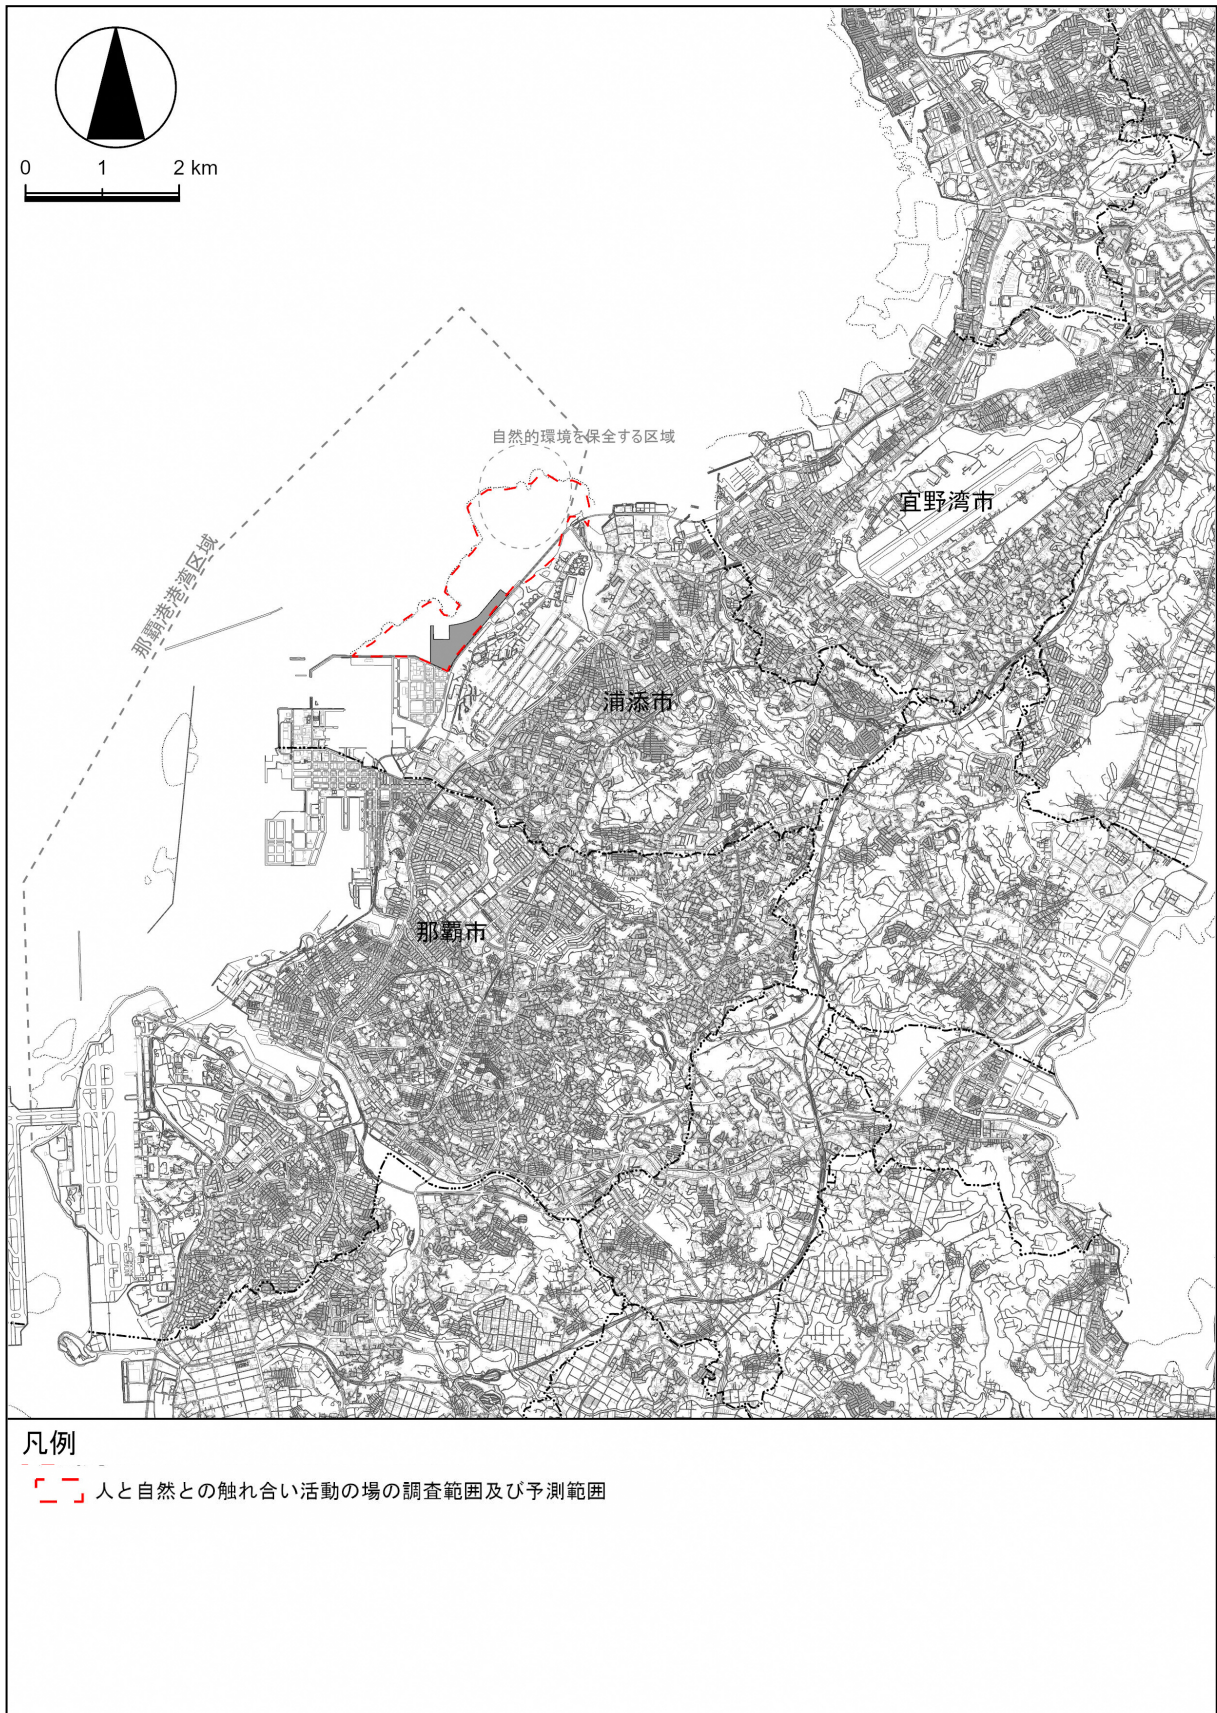 0 1 2 km
自然的環境を保全する区域
宜野湾市
那覇港港湾区域
浦添市
那覇市
凡例
人と自然との触れ合い活動の場の調査範囲及び予測範囲